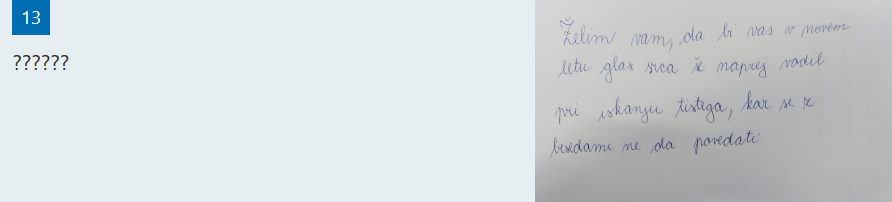 13
??????
Želim vam, da bi vas v novem
letu glas srca še naprej vodil
pri iskanju tistega, kar se z
besedami ne da povedati.